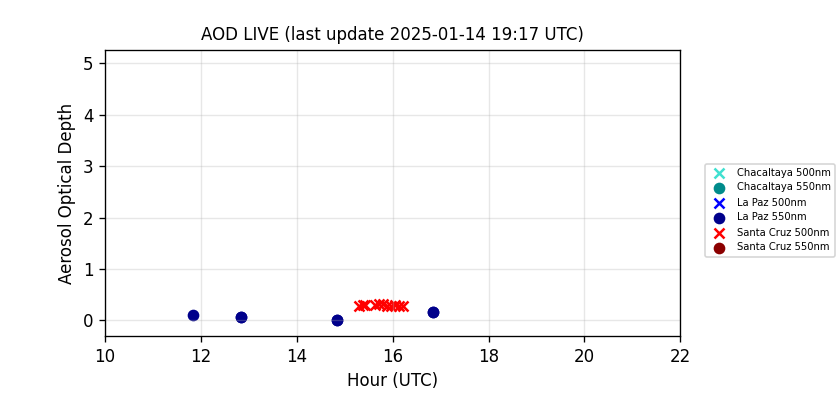 AOD LIVE (last update 2025-01-14 19:17 UTC)
5
4
3
2
1
0
Aerosol Optical Depth
10 12 14 16 18 20 22
Hour (UTC)
Chacaltaya 500nm
Chacaltaya 550nm
La Paz 500nm
La Paz 550nm
Santa Cruz 500nm
Santa Cruz 550nm